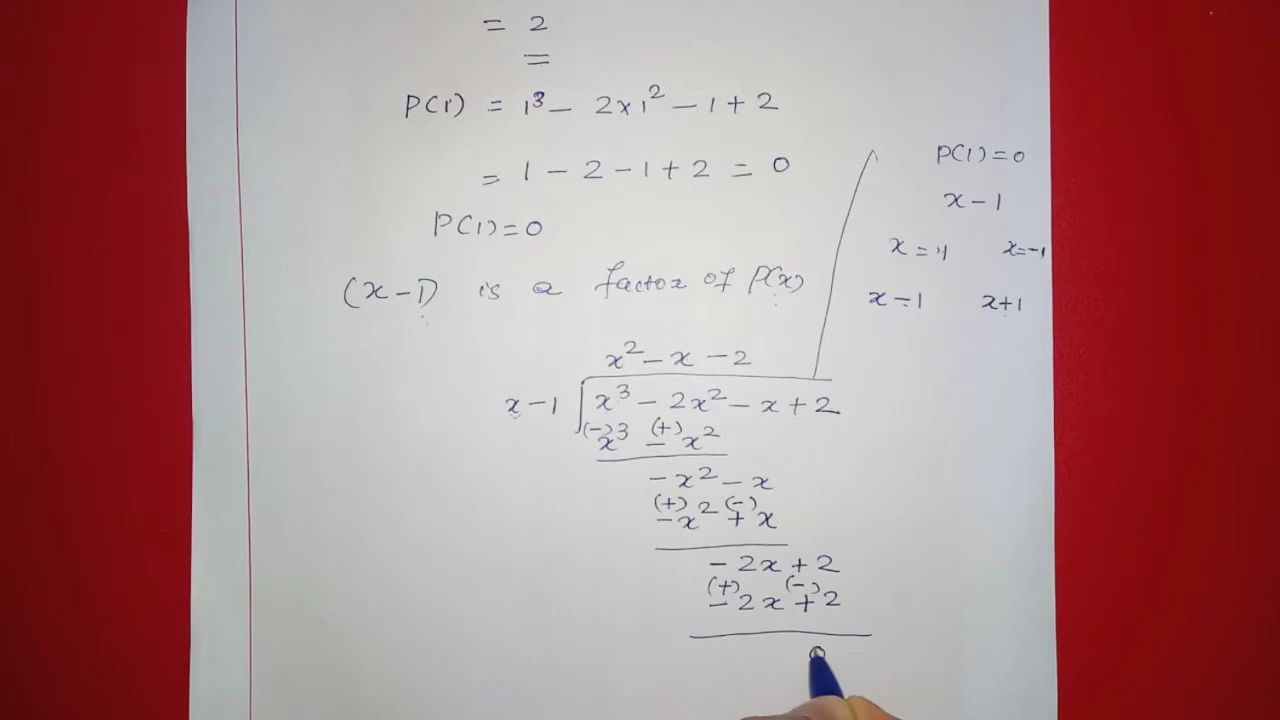 = 2
=
P(1) = 1³ - 2x1² - 1 + 2
= 1 - 2 - 1 + 2 = 0
P(1)=0
(x-1) is a factor of P(x)
P(1)=0
x - 1
x = 1 x=-1
x - 1 x+1
x² - x - 2
x - 1 x³ - 2x² - x + 2
(-) (+)
x³ - x²
- x² - x
(+) (-)
- x² + x
- 2x + 2
(+) (-)
- 2x + 2
0